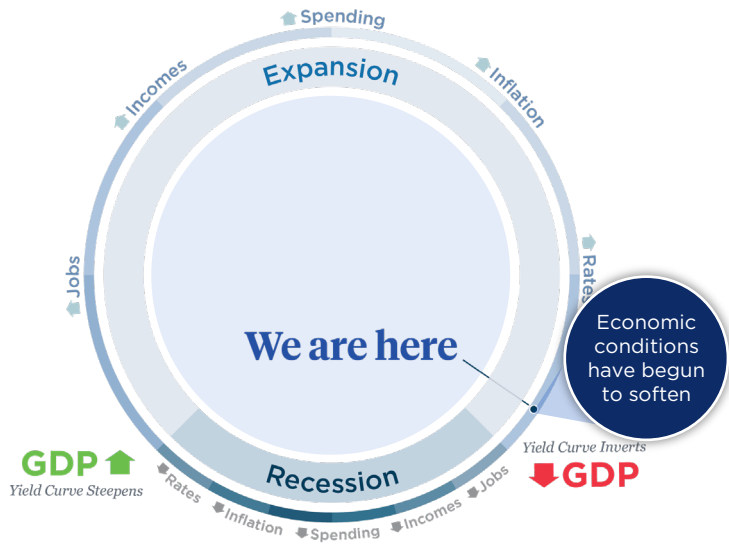 Spending
Expansion
Incomes
Inflation
Jobs
Rates
We are here
Economic
conditions
have begun
to soften
GDP
Yield Curve Steepens
Yield Curve Inverts
GDP
Recession
Rates
Inflation
Spending
Incomes
Jobs